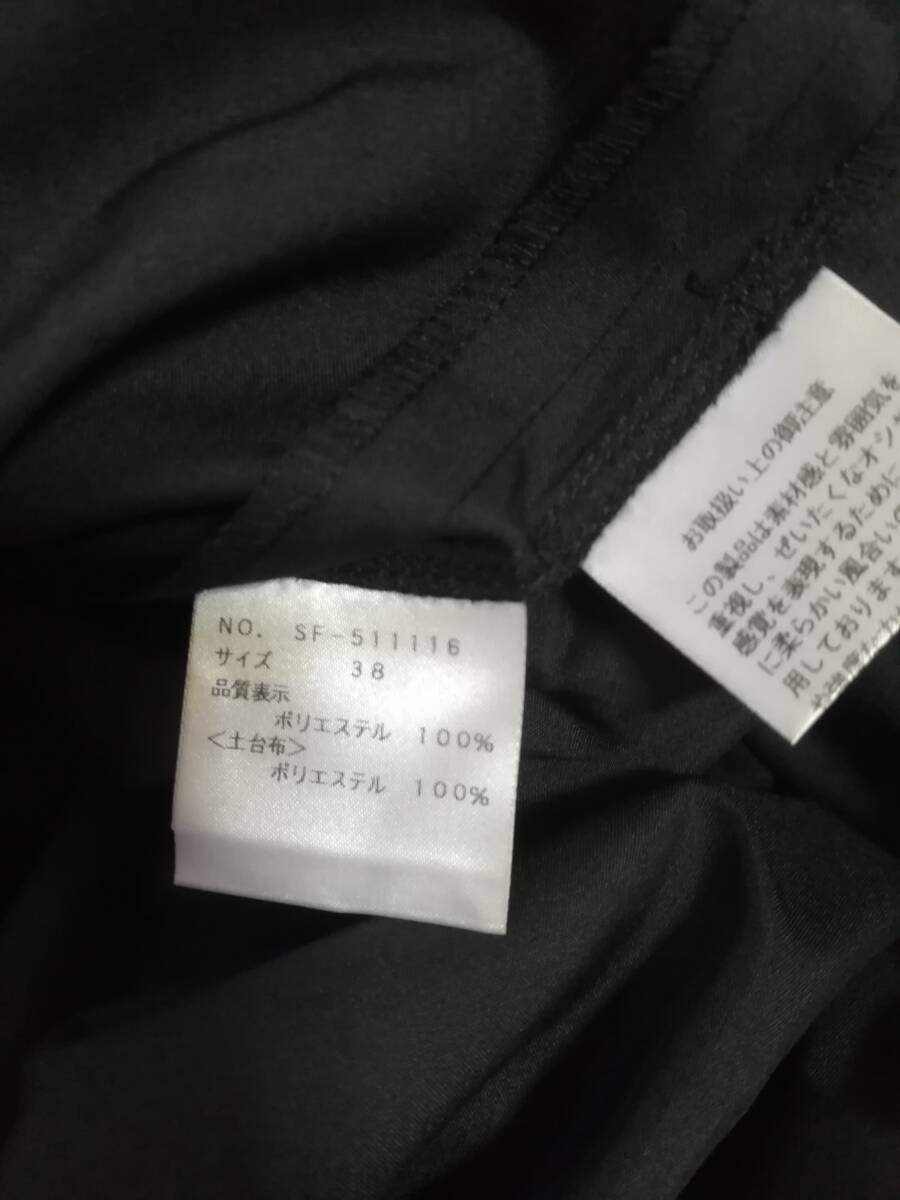 NO. SF-511116
サイズ 38
品質表示
ポリエステル 100%
<土台布>
ポリエステル 100%
お取扱い上の御注意
この製品は素材感と雰囲気を
重視し、ぜいたくなオシ
感覚を表現するために
に柔らかい風合いの
用しております